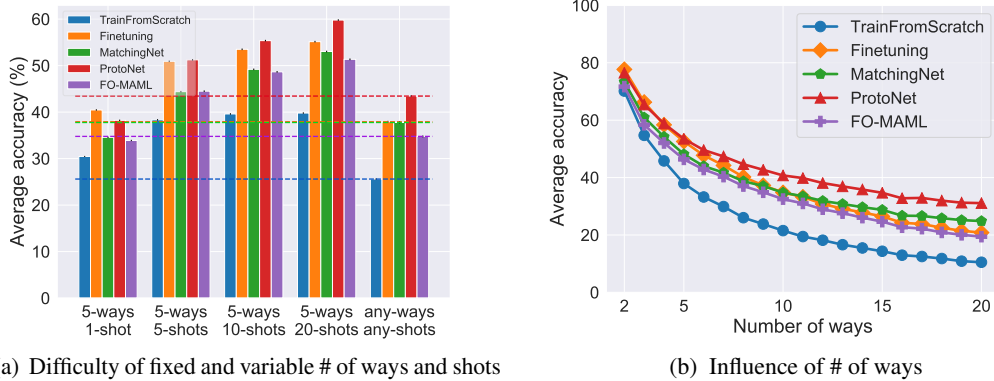 60
50
40
30
20
10
0
Average accuracy (%)
TrainFromScratch
Finetuning
MatchingNet
ProtoNet
FO-MAML
5-ways 5-ways 5-ways 5-ways any-ways
1-shot 5-shots 10-shots 20-shots any-shots
a) Difficulty of fixed and variable # of ways and shots
100
80
60
40
20
0
Average accuracy
TrainFromScratch
Finetuning
MatchingNet
ProtoNet
FO-MAML
2 5 10 15 20
Number of ways
(b) Influence of # of ways